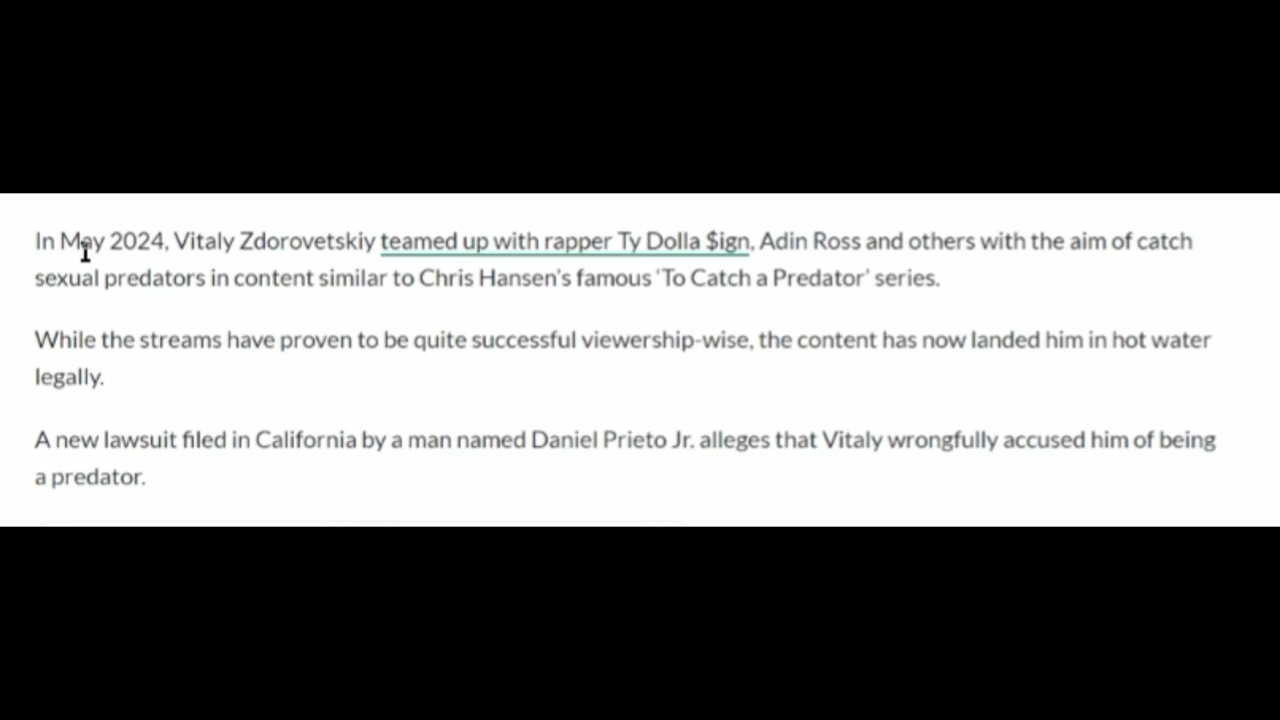 In May 2024, Vitaly Zdorovetskiy teamed up with rapper Ty Dolla $ign, Adin Ross and others with the aim of catch
sexual predators in content similar to Chris Hansen's famous 'To Catch a Predator' series.
While the streams have proven to be quite successful viewership-wise, the content has now landed him in hot water
legally.
A new lawsuit filed in California by a man named Daniel Prieto Jr. alleges that Vitaly wrongfully accused him of being
a predator.